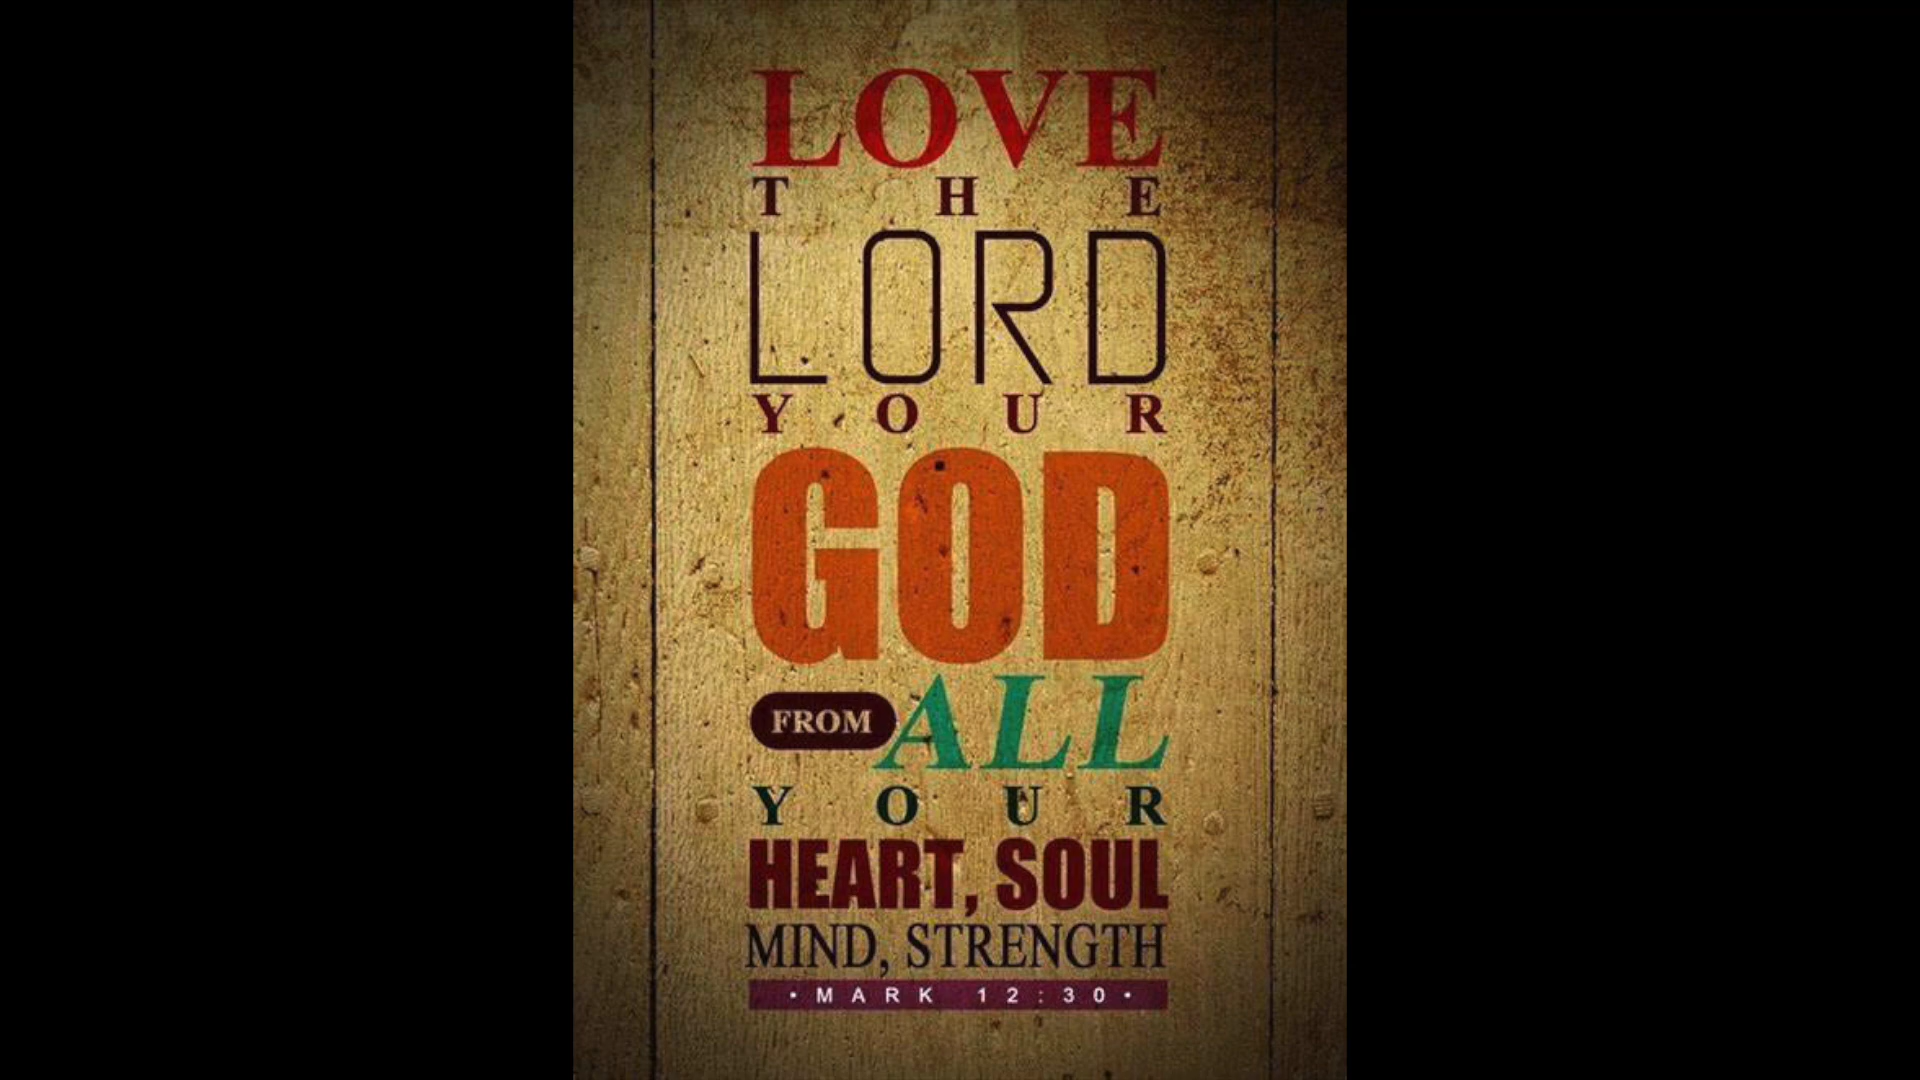 LOVE
THE
LORD
YOUR
GOD
FROM ALL
YOUR
HEART, SOUL
MIND, STRENGTH
• MARK 12:30 •